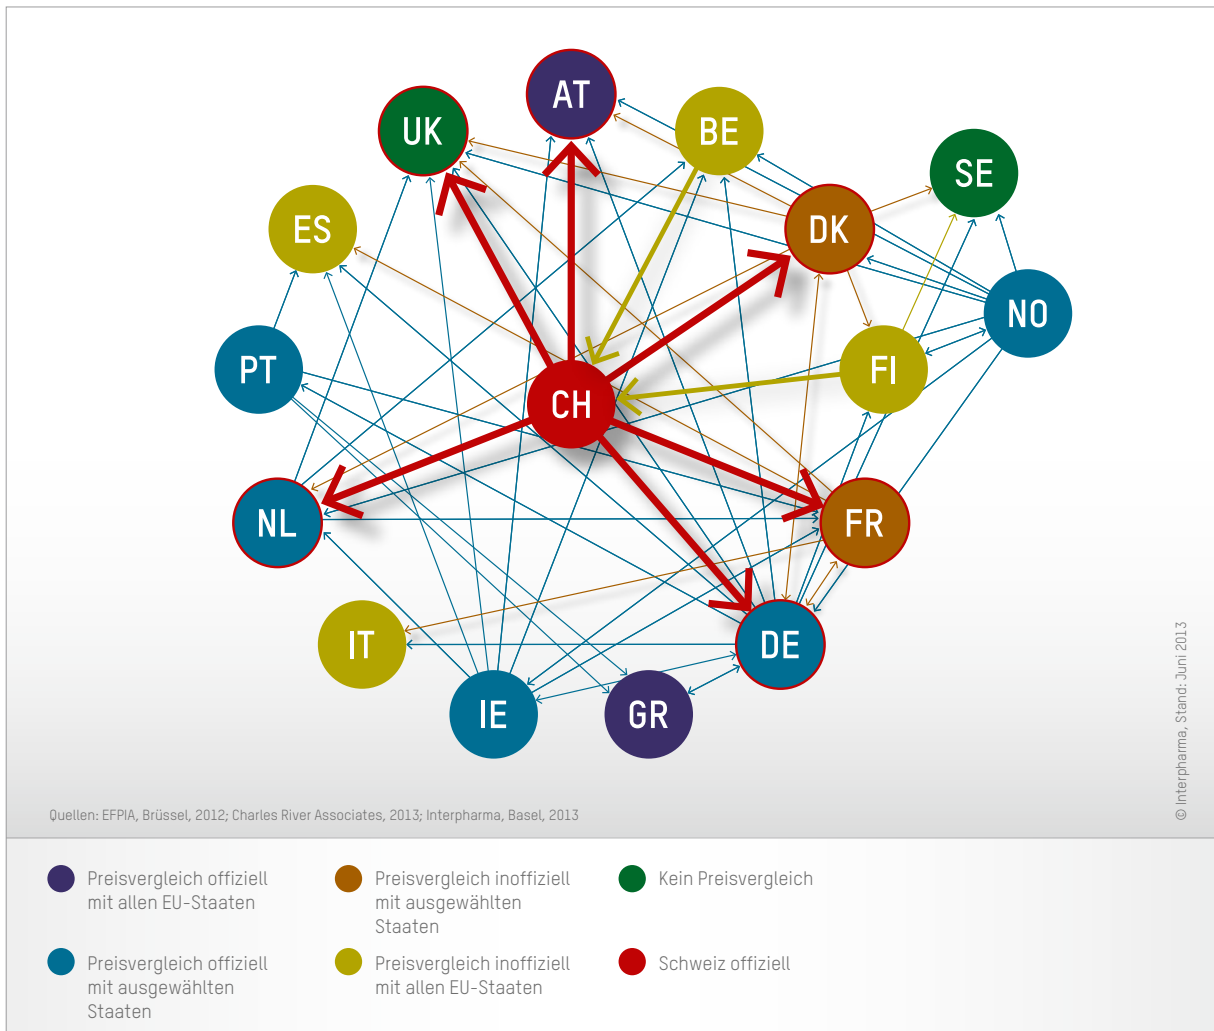 AT
UK
BE
SE
ES
DK
NO
PT
FI
CH
NL
FR
IT
DE
IE
GR
© Interpharma, Stand: Juni 2013
Quellen: EFPIA, Brüssel, 2012; Charles River Associates, 2013; Interpharma, Basel, 2013
Preisvergleich offiziell
mit allen EU-Staaten
Preisvergleich inoffiziell
mit ausgewählten
Staaten
Kein Preisvergleich
Preisvergleich offiziell
mit ausgewählten
Staaten
Preisvergleich inoffiziell
mit allen EU-Staaten
Schweiz offiziell